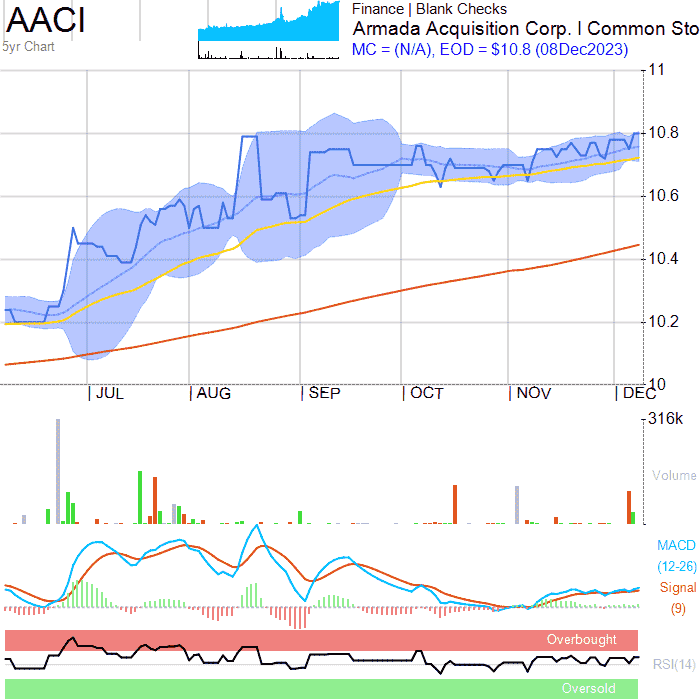 AACI
5yr Chart
Finance | Blank Checks
Armada Acquisition Corp. I Common Sto
MC = (N/A), EOD = $10.8 (08Dec2023)
11
10.8
10.6
10.4
10.2
10
JUL AUG SEP OCT NOV DEC
316k
Volume
MACD
(12-26)
Signal
(9)
Overbought
RSI(14)
Oversold